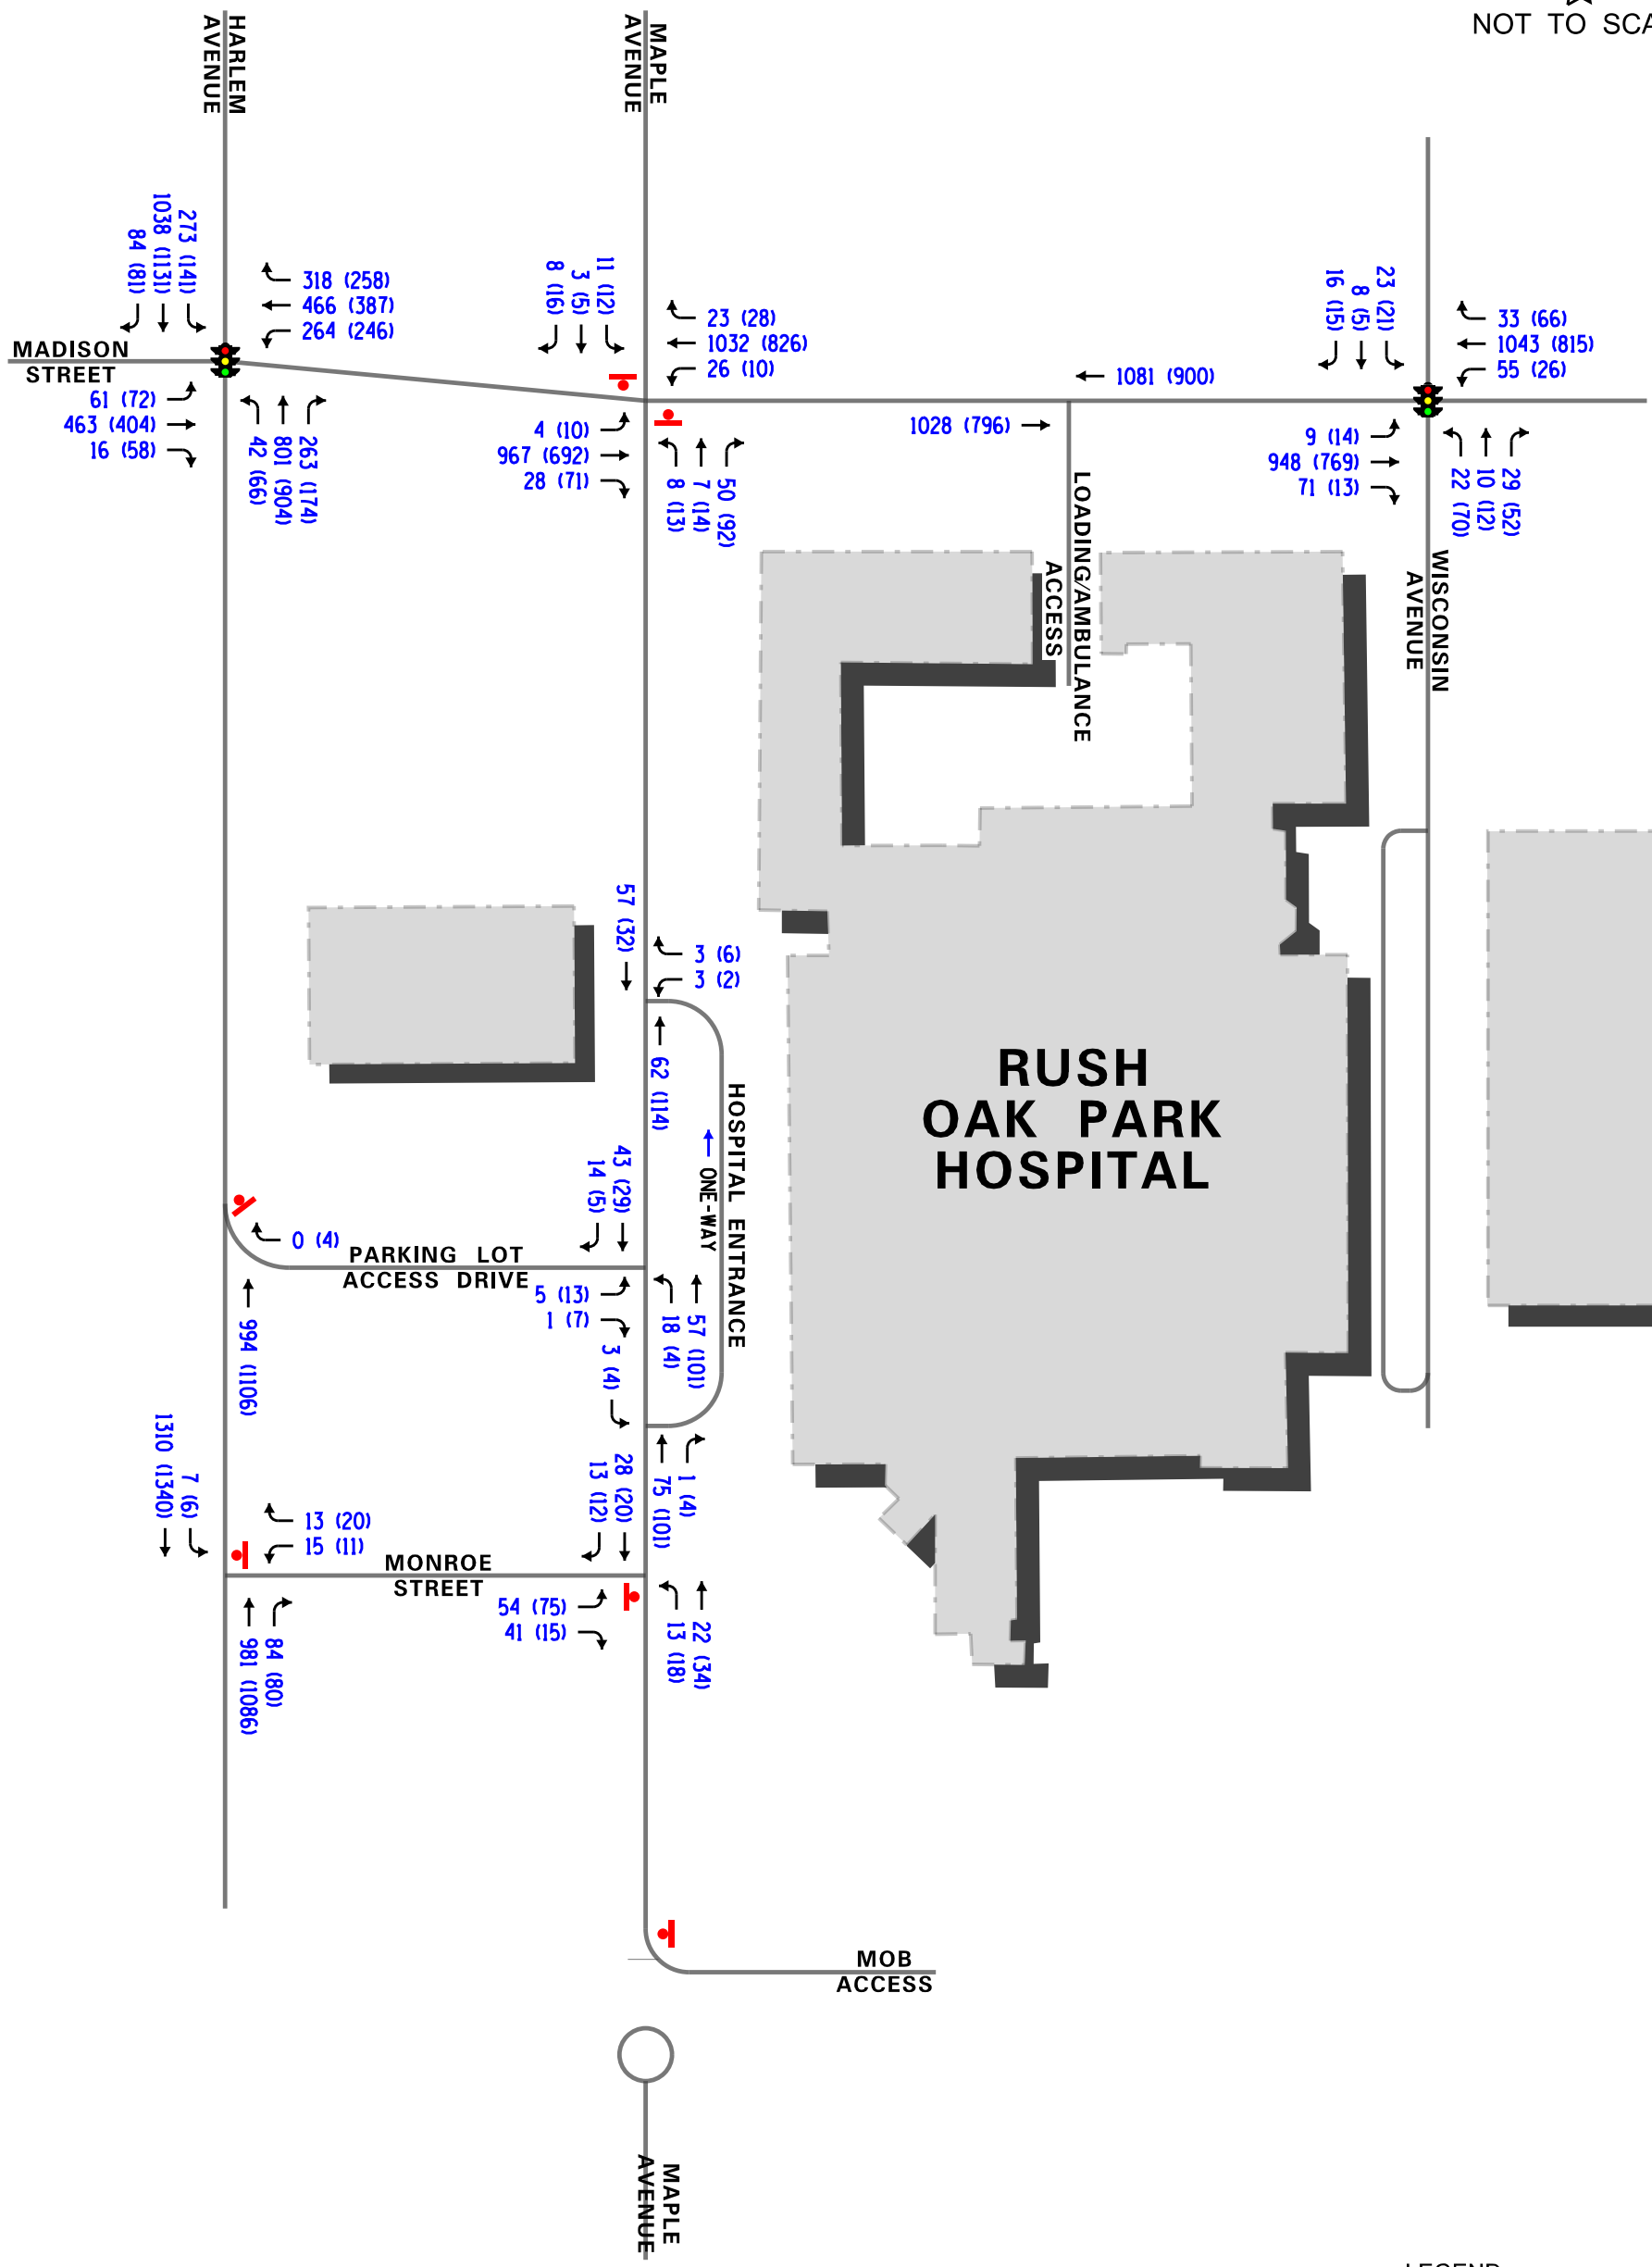 NOT TO SCA
HARLEM
AVENUE
MAPLE
AVENUE
273 (141)
1038 (1131)
84 (81)
318 (258)
466 (387)
264 (246)
11 (12)
3 (5)
8 (16)
23 (28)
1032 (826)
26 (10)
23 (21)
8 (5)
16 (15)
33 (66)
1043 (815)
55 (26)
MADISON
STREET
61 (72)
463 (404)
16 (58)
42 (66)
801 (904)
263 (174)
4 (10)
967 (692)
28 (71)
8 (13)
7 (14)
50 (92)
1081 (900)
1028 (796)
9 (14)
948 (769)
71 (13)
22 (70)
10 (12)
29 (52)
LOADING/AMBULANCE
ACCESS
WISCONSIN
AVENUE
57 (32)
3 (6)
3 (2)
62 (114)
HOSPITAL ENTRANCE
ONE-WAY
RUSH
OAK PARK
HOSPITAL
43 (29)
14 (5)
0 (4)
PARKING LOT
ACCESS DRIVE
5 (13)
1 (7)
18 (4)
57 (101)
3 (4)
994 (1106)
7 (6)
1310 (1340)
13 (20)
15 (11)
28 (20)
13 (12)
75 (101)
1 (4)
MONROE
STREET
54 (75)
41 (15)
13 (18)
22 (34)
981 (1086)
84 (80)
MOB
ACCESS
MAPLE
AVENUE